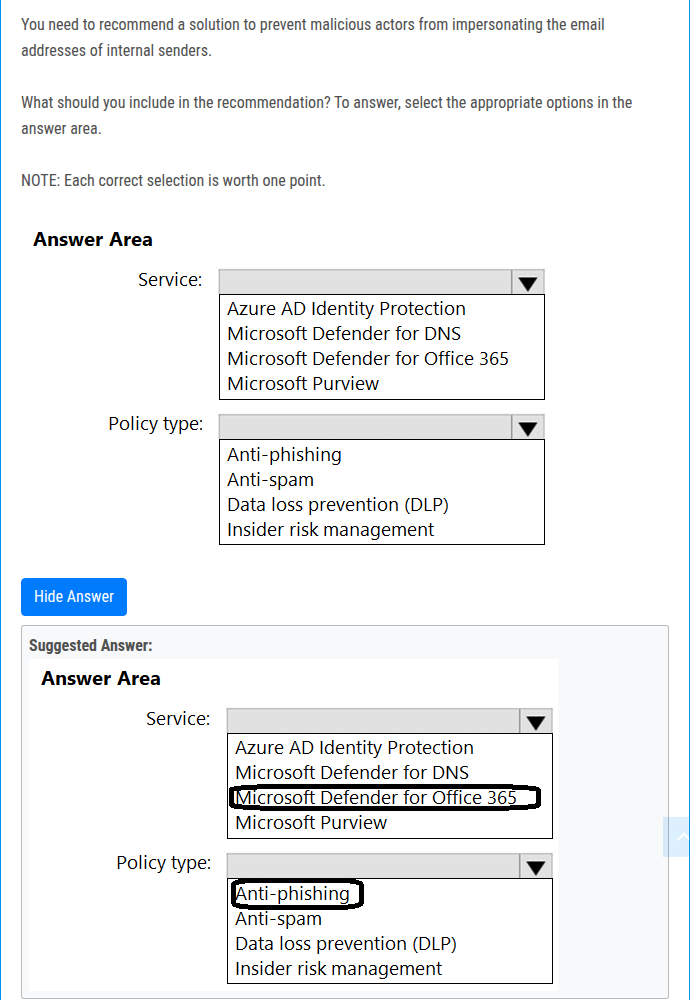 You need to recommend a solution to prevent malicious actors from impersonating the email
addresses of internal senders.
What should you include in the recommendation? To answer, select the appropriate options in the
answer area.
NOTE: Each correct selection is worth one point.
Answer Area
Service:
Azure AD Identity Protection
Microsoft Defender for DNS
Microsoft Defender for Office 365
Microsoft Purview
Policy type:
Anti-phishing
Anti-spam
Data loss prevention (DLP)
Insider risk management
Hide Answer
Suggested Answer:
Answer Area
Service:
Azure AD Identity Protection
Microsoft Defender for DNS
Microsoft Defender for Office 365
Microsoft Purview
Policy type:
Anti-phishing
Anti-spam
Data loss prevention (DLP)
Insider risk management